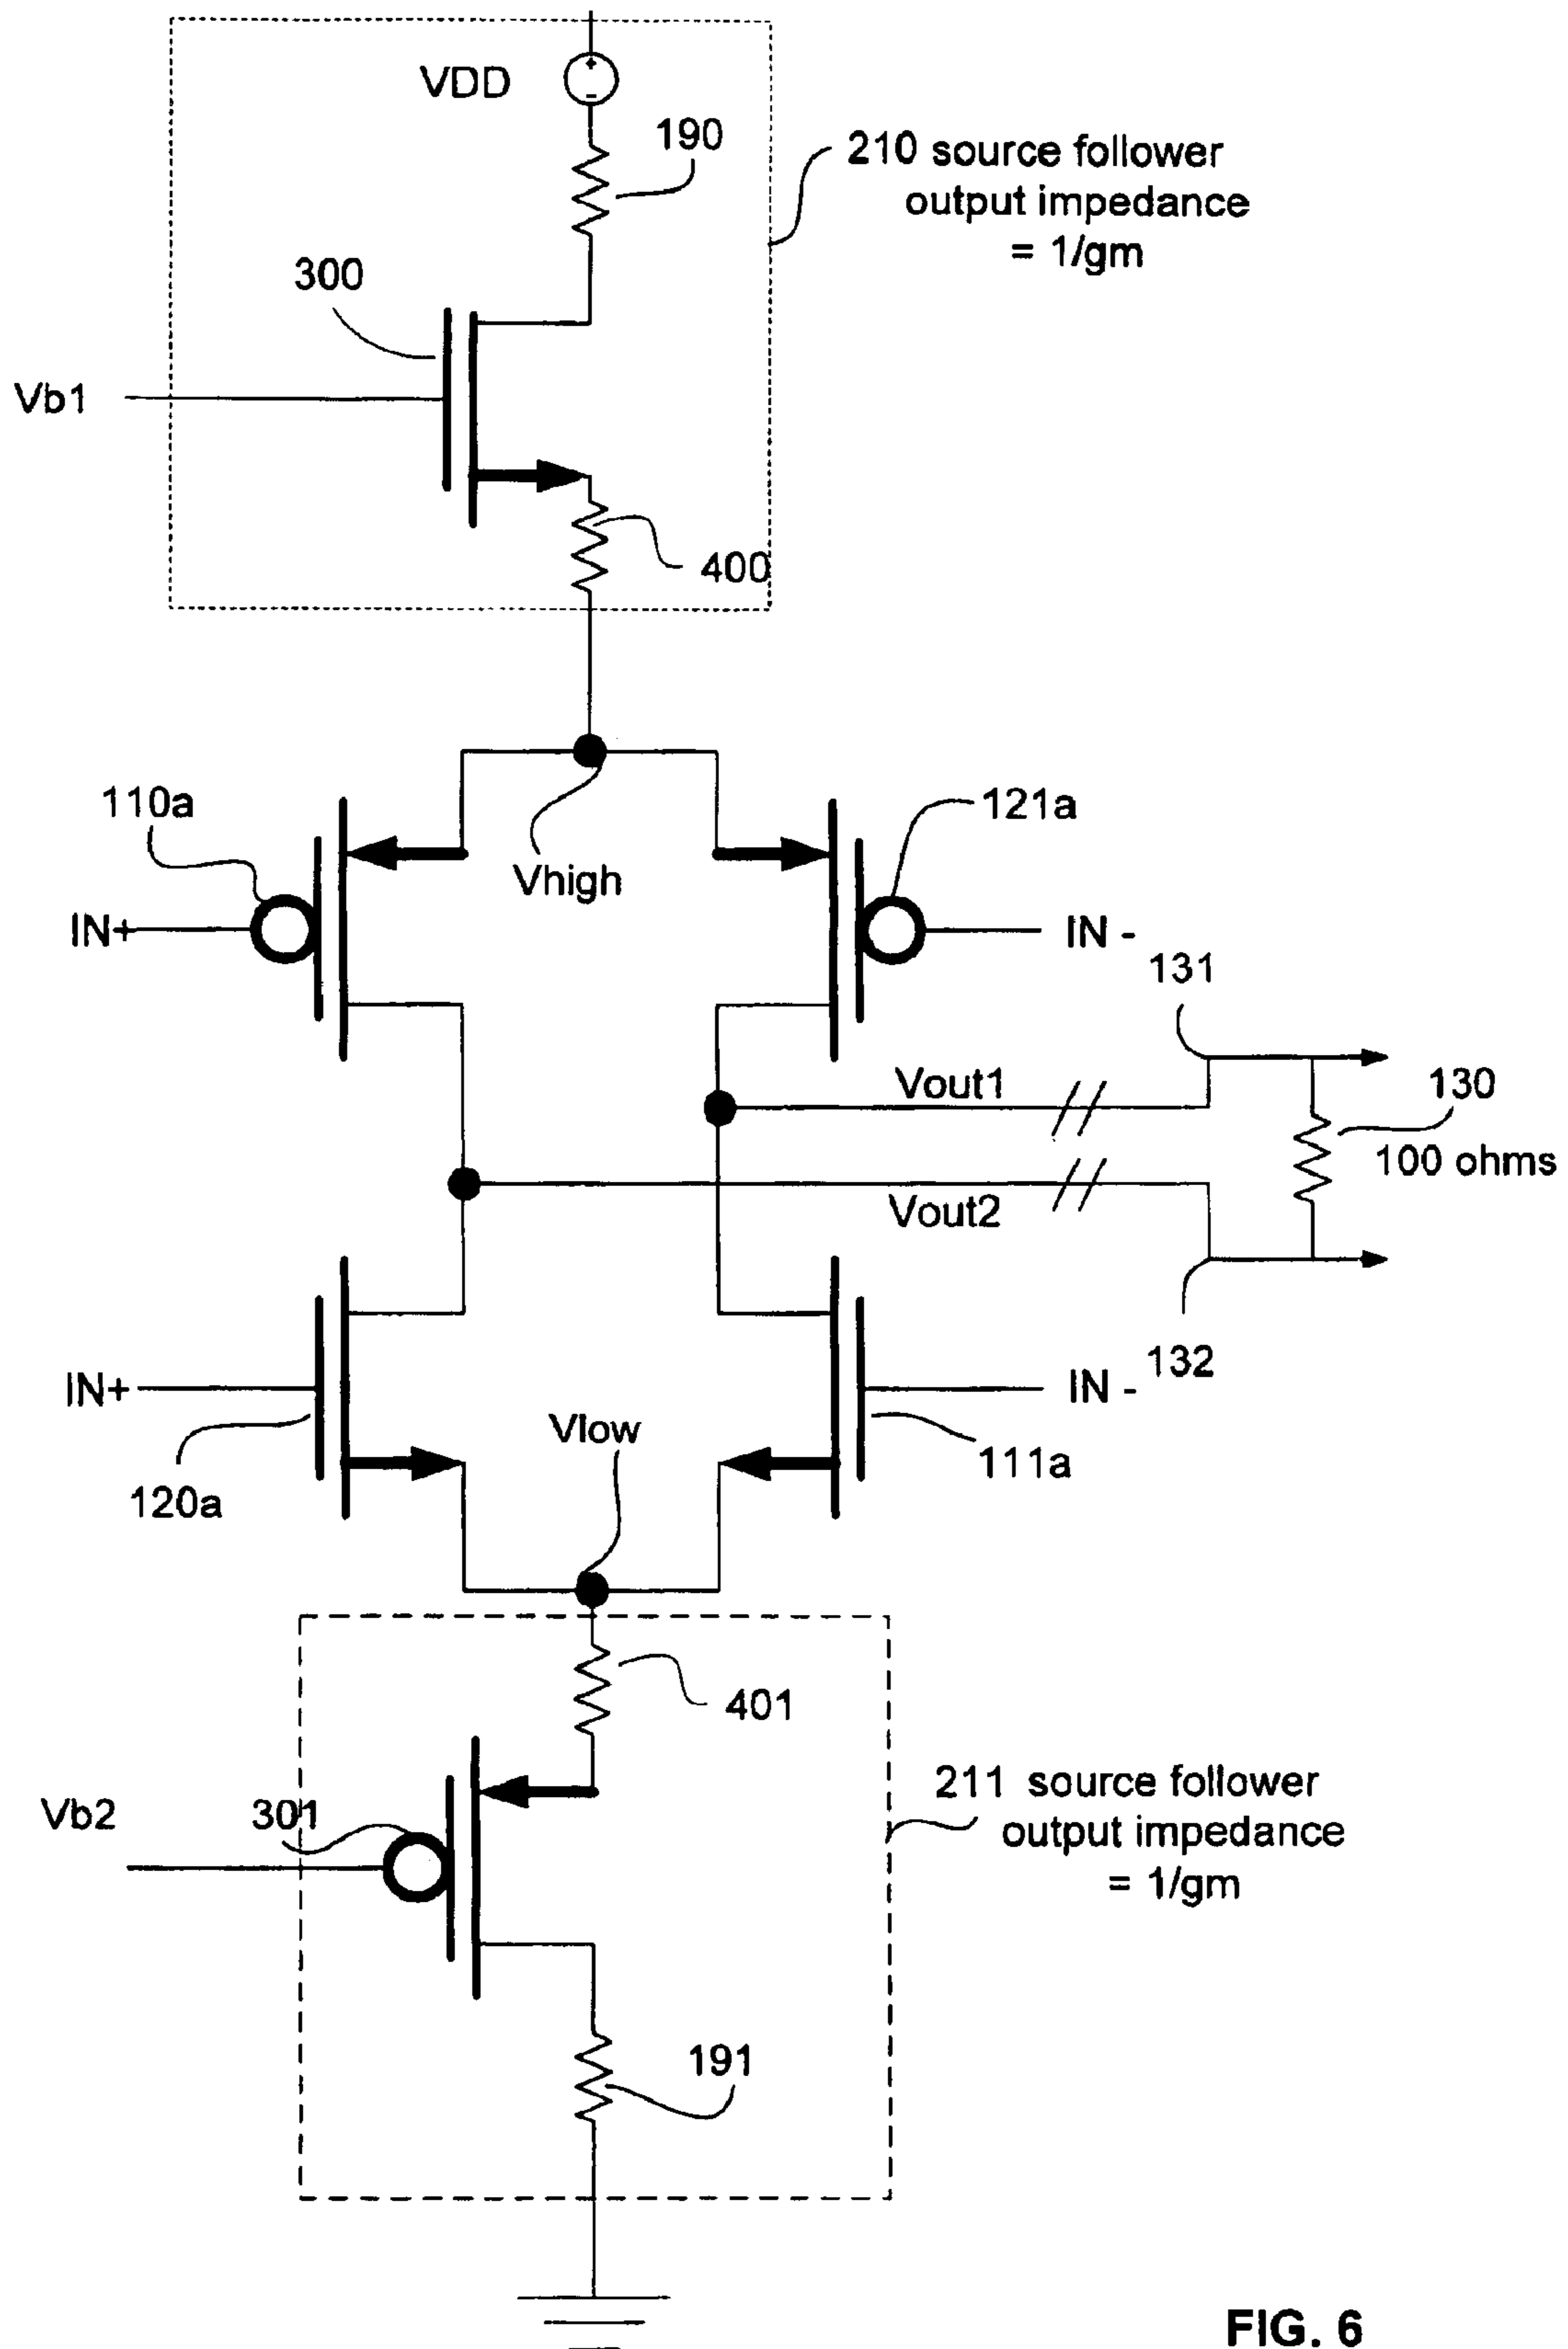 VDD
+
-
190
210 source follower
output impedance
= 1/gm
300
Vb1
400
110a
121a
Vhigh
IN+
IN -
131
Vout1
130
100 ohms
Vout2
IN+
IN -
132
Vlow
120a
111a
401
Vb2
301
211 source follower
output impedance
= 1/gm
191
FIG. 6